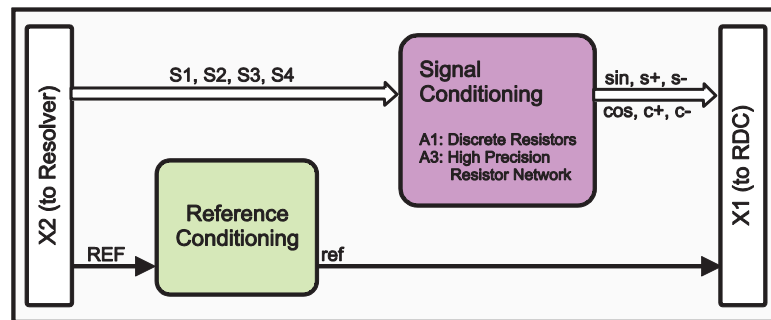 X2 (to Resolver)
S1, S2, S3, S4
Signal
Conditioning
A1: Discrete Resistors
A3: High Precision
Resistor Network
sin, s+, s-
cos, c+, c-
X1 (to RDC)
REF
Reference
Conditioning
ref